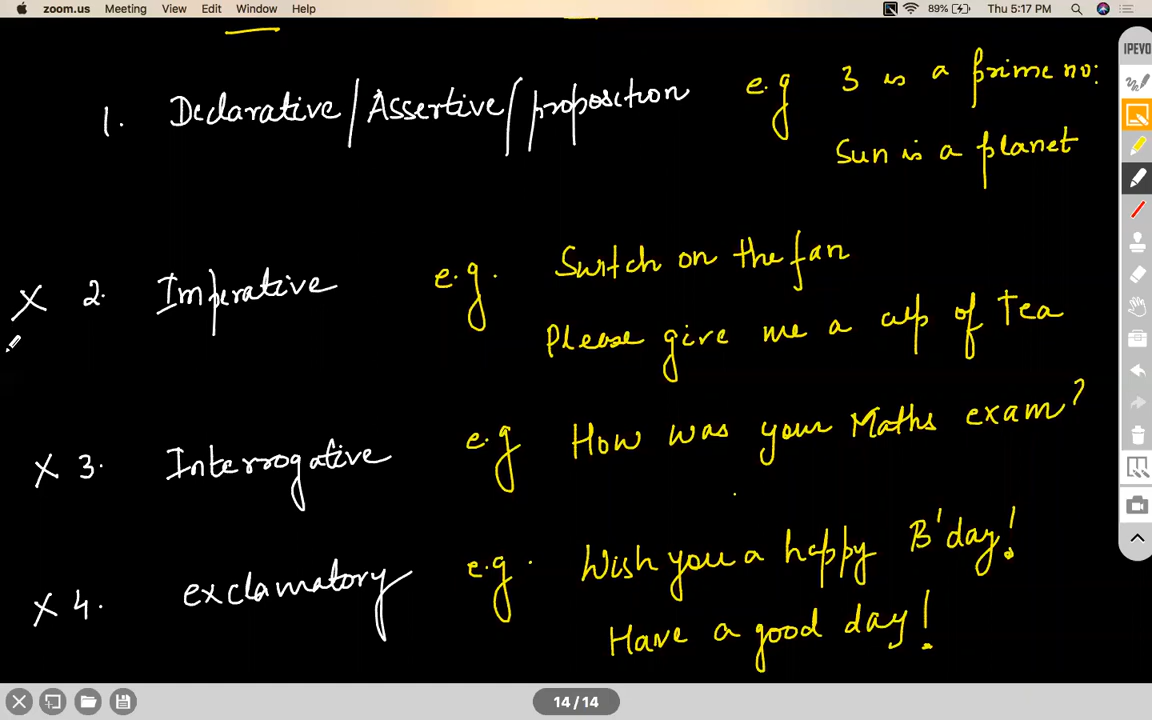 zoom.us Meeting View Edit Window Help 89% Thu 5:17 PM
IPEVO
1. Declarative/Assertive/proposition e.g 3 is a prime no:
Sun is a planet
X 2. Imperative e.g. Switch on the fan
Please give me a cup of Tea
X 3. Interrogative e.g How was your Maths exam?
X 4. exclamatory e.g. Wish you a happy B'day!
Have a good day!
14/14